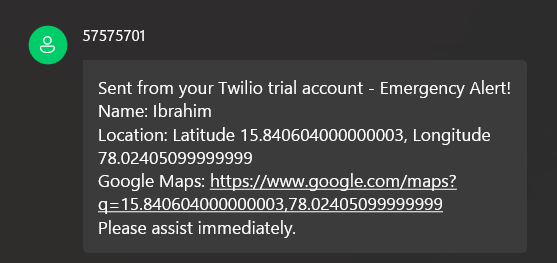 57575701
Sent from your Twilio trial account - Emergency Alert!
Name: Ibrahim
Location: Latitude 15.840604000000003, Longitude
78.02405099999999
Google Maps: https://www.google.com/maps?
q=15.840604000000003,78.02405099999999
Please assist immediately.